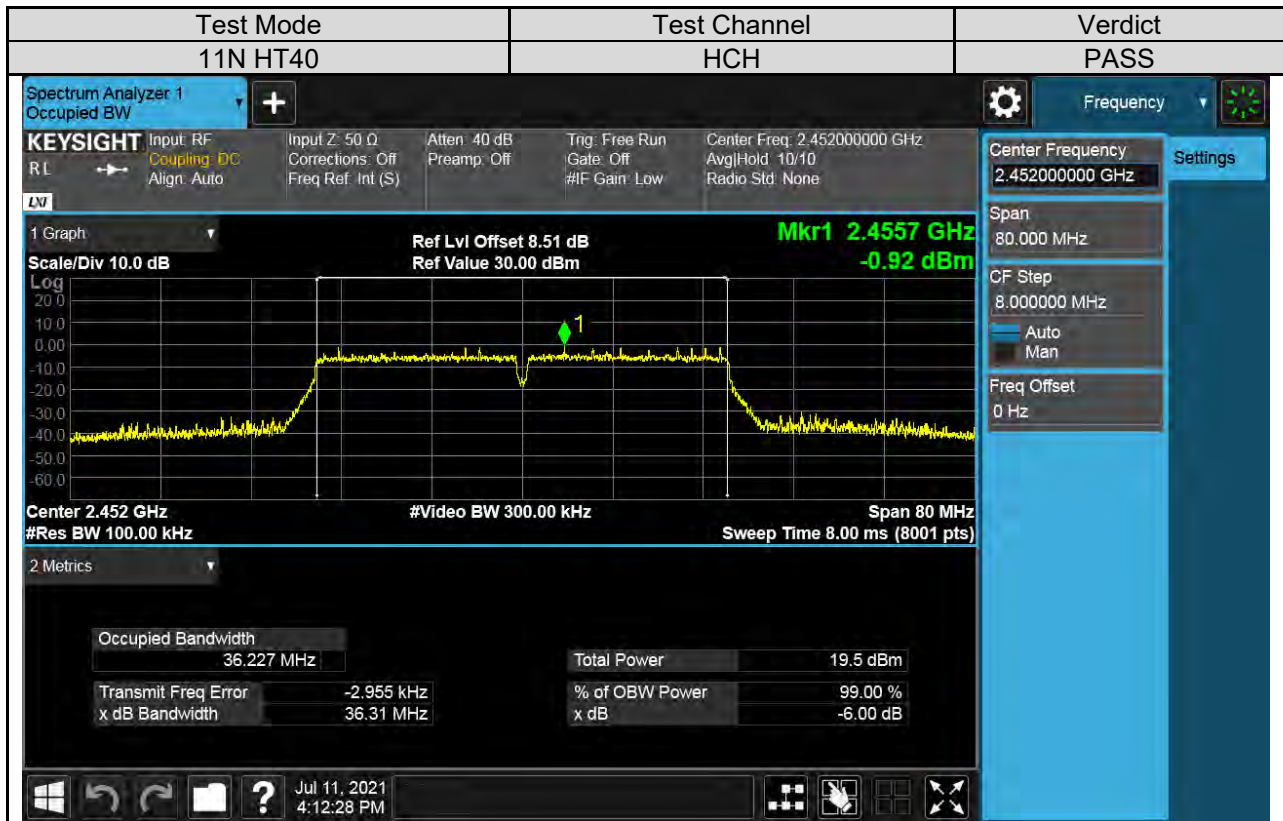 Test Mode Test Channel Verdict
11N HT40 HCH PASS
Spectrum Analyzer 1
Occupied BW
+
Frequency
KEYSIGHT Input: RF Input Z: 50 Ω Atten: 40 dB Trig: Free Run Center Freq: 2.452000000 GHz
RL Coupling: DC Corrections: Off Preamp: Off Gate: Off Avg|Hold: 10/10
Align: Auto Freq Ref: Int (S) #IF Gain: Low Radio Std: None
LXI
Center Frequency
2.452000000 GHz
Settings
Span
80.000 MHz
CF Step
8.000000 MHz
Auto
Man
Freq Offset
0 Hz
1 Graph
Scale/Div 10.0 dB
Ref Lvl Offset 8.51 dB
Ref Value 30.00 dBm
Mkr1 2.4557 GHz
-0.92 dBm
Log
20.0
10.0
0.00
-10.0
-20.0
-30.0
-40.0
-50.0
-60.0
1
Center 2.452 GHz #Video BW 300.00 kHz Span 80 MHz
#Res BW 100.00 kHz Sweep Time 8.00 ms (8001 pts)
2 Metrics
Occupied Bandwidth
36.227 MHz
Total Power 19.5 dBm
Transmit Freq Error -2.955 kHz % of OBW Power 99.00 %
x dB Bandwidth 36.31 MHz x dB -6.00 dB
?
Jul 11, 2021
4:12:28 PM